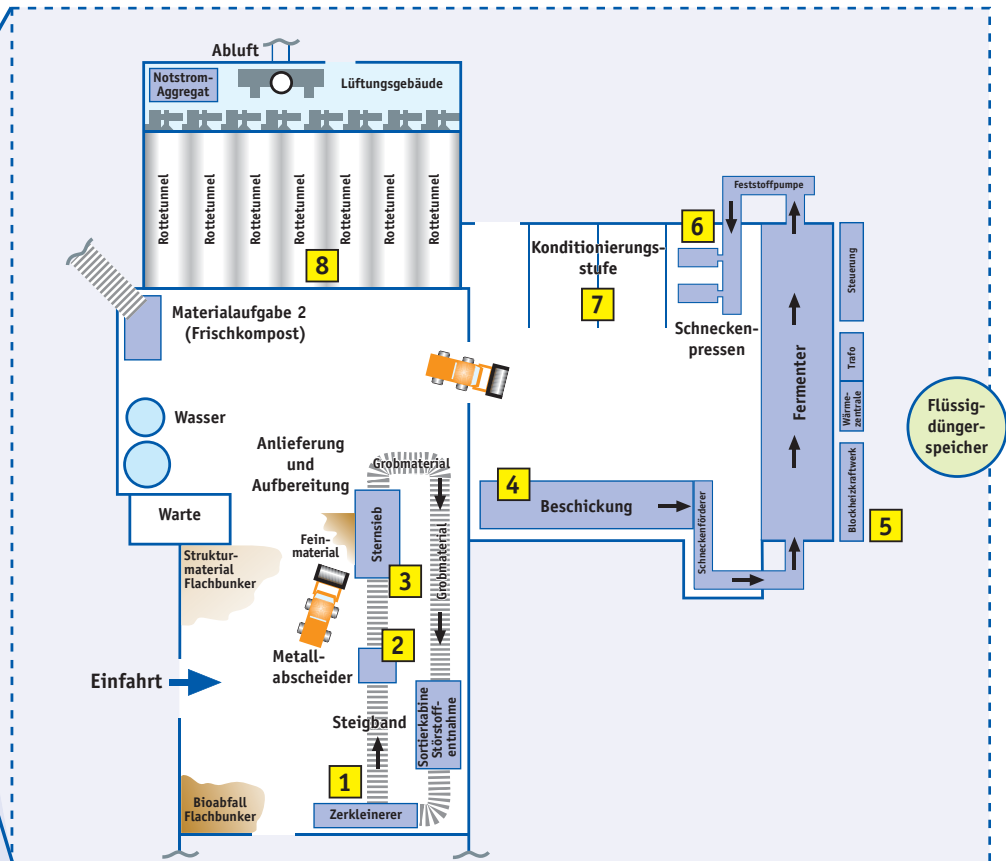 Abluft
Notstrom-
Aggregat
Lüftungsgebäude
Rottetunnel
Rottetunnel
Rottetunnel
Rottetunnel
Rottetunnel
Rottetunnel
Rottetunnel
8
Materialaufgabe 2
(Frischkompost)
Wasser
Warte
Anlieferung
und
Aufbereitung
Grobmaterial
Grobmaterial
Fein-
material
Sternsieb
3
Struktur-
material
Flachbunker
2
Metall-
abscheider
Einfahrt
Steigband
Sortierkabine
Störstoff-
entnahme
1
Zerkleinerer
Bioabfall
Flachbunker
Konditionierungs-
stufe
7
6
Feststoffpumpe
Schnecken-
pressen
4
Beschickung
Schneckenförderer
Fermenter
Steuerung
Trafo
Wärme-
zentrale
Blockheizkraftwerk
5
Flüssig-
dünger-
speicher